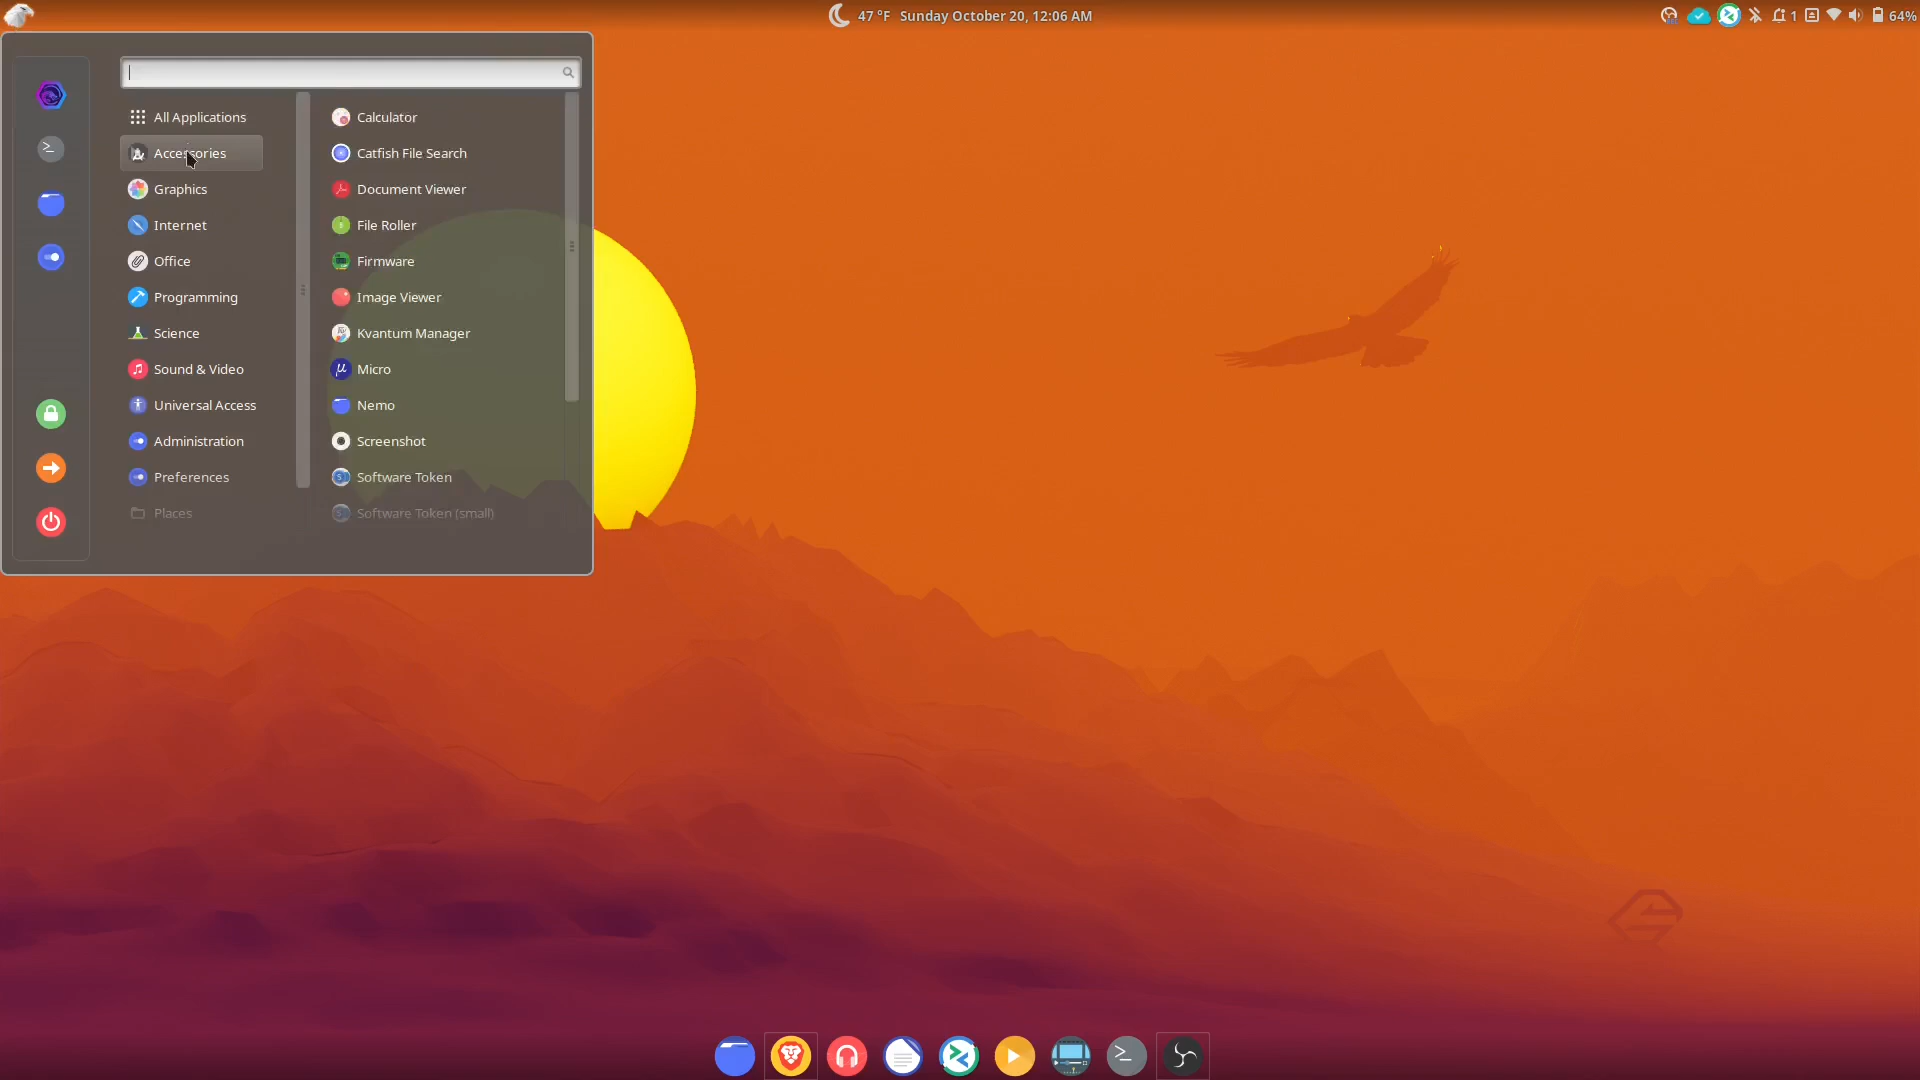 47 °F Sunday October 20, 12:06 AM
1
64%
All Applications
Accessories
Graphics
Internet
Office
Programming
Science
Sound & Video
Universal Access
Administration
Preferences
Places
Calculator
Catfish File Search
Document Viewer
File Roller
Firmware
Image Viewer
Kvantum Manager
Micro
Nemo
Screenshot
Software Token
Software Token (small)